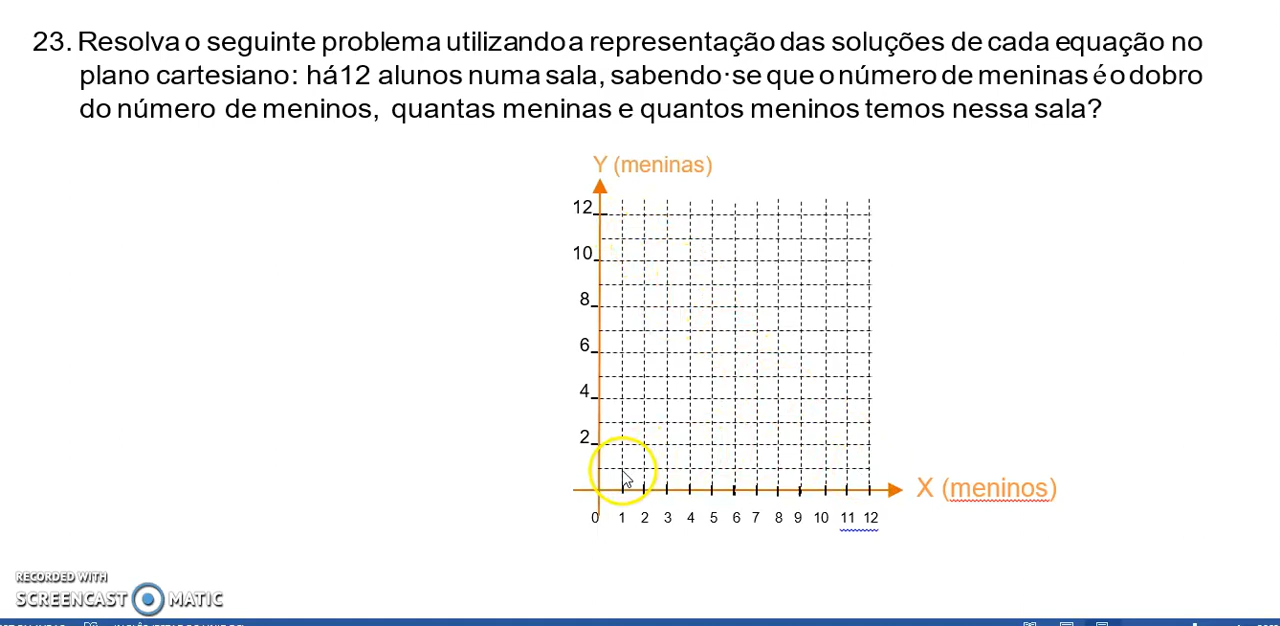 23. Resolva o seguinte problema utilizando a representação das soluções de cada equação no
plano cartesiano: há 12 alunos numa sala, sabendo-se que o número de meninas é o dobro
do número de meninos, quantas meninas e quantos meninos temos nessa sala?
Y (meninas)
12
10
8
6
4
2
X (meninos)
0 1 2 3 4 5 6 7 8 9 10 11 12
RECORDED WITH
SCREENCAST MATIC